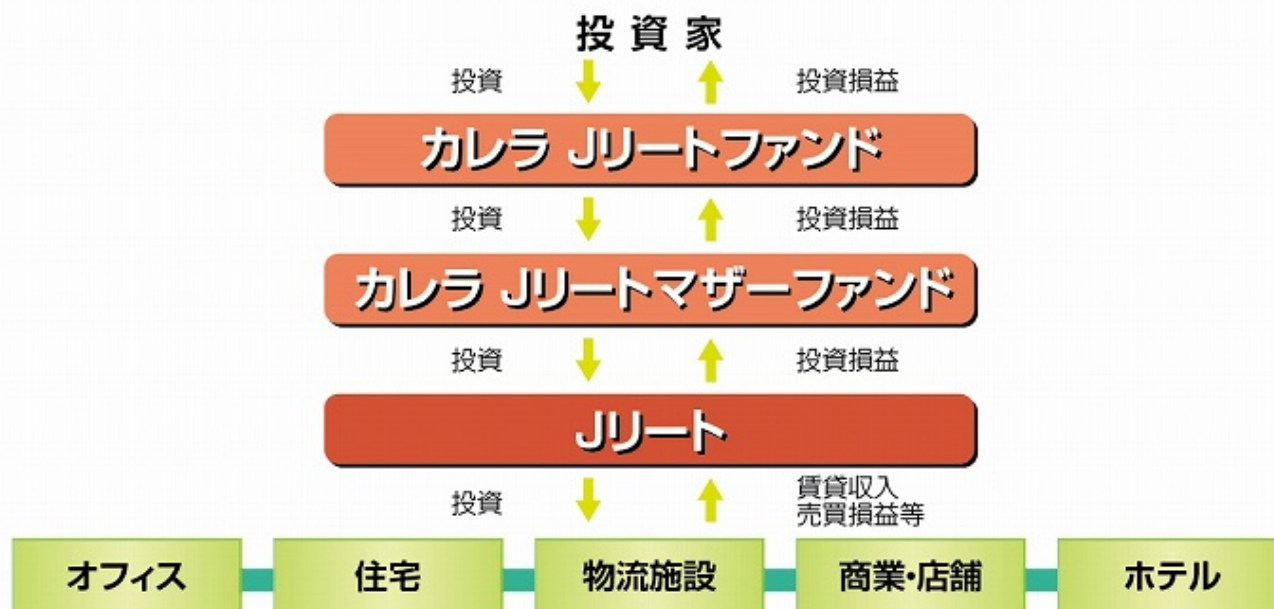 投資家
投資
投資損益
カレラ Jリートファンド
投資
投資損益
カレラ Jリートマザーファンド
投資
投資損益
Jリート
投資
賃貸収入
売買損益等
オフィス
住宅
物流施設
商業・店舗
ホテル